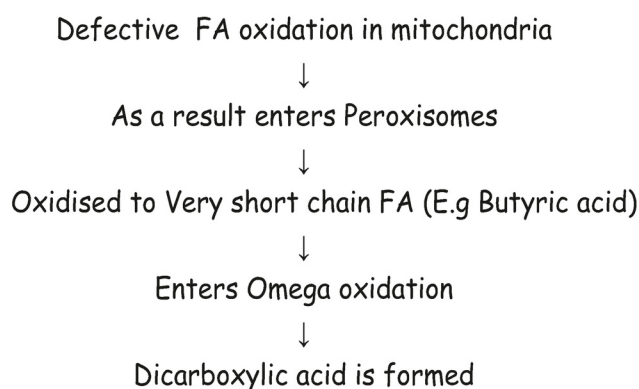 Defective FA oxidation in mitochondria
↓
As a result enters Peroxisomes
↓
Oxidised to Very short chain FA (E.g Butyric acid)
↓
Enters Omega oxidation
↓
Dicarboxylic acid is formed